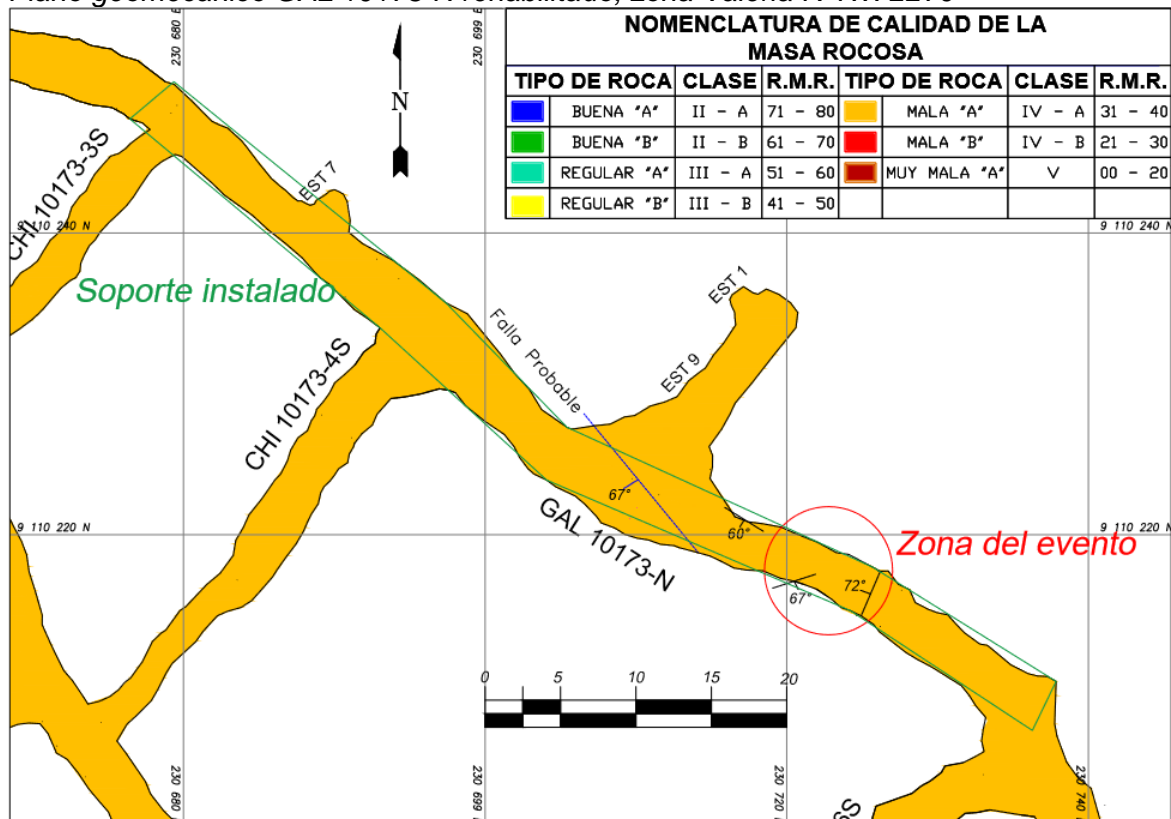 NOMENCLATURA DE CALIDAD DE LA
MASA ROCOSA
TIPO DE ROCA CLASE R.M.R. TIPO DE ROCA CLASE R.M.R.
BUENA "A" II - A 71 - 80 MALA "A" IV - A 31 - 40
BUENA "B" II - B 61 - 70 MALA "B" IV - B 21 - 30
REGULAR "A" III - A 51 - 60 MUY MALA "A" V 00 - 20
REGULAR "B" III - B 41 - 50
230 680 E
230 699
N
CHI 10173-3S
EST 7
9 110 240 N
9 110 240 N
Soporte instalado
EST 1
Falla Probable
EST 9
CHI 10173-4S
67°
GAL 10173-N
9 110 220 N
9 110 220 N
60°
Zona del evento
67°
72°
0 5 10 15 20
230 680
230 699
230 720
230 740